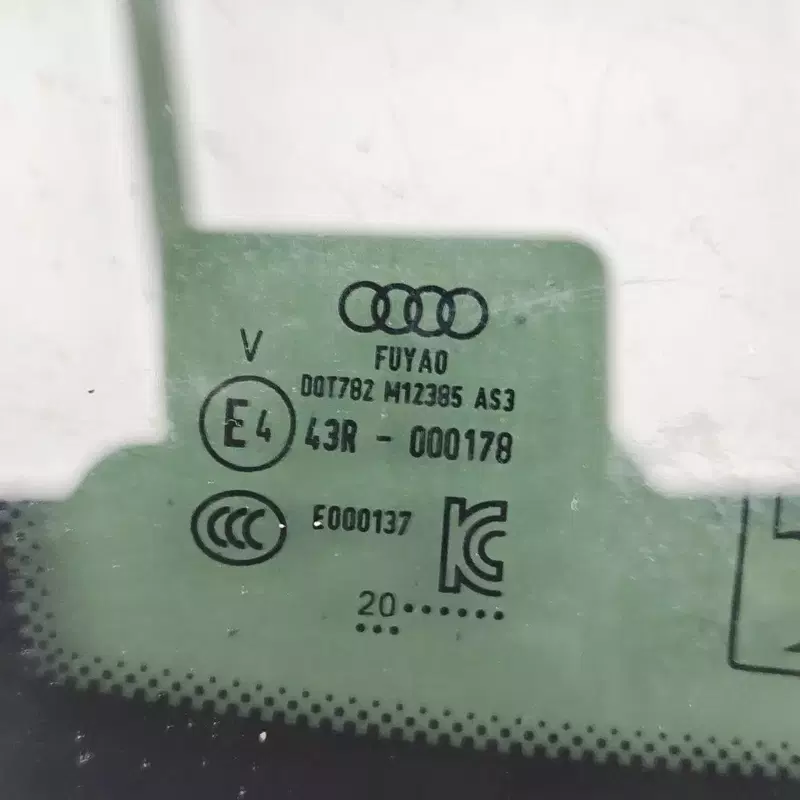 V
FUYAO
DOT782 M12385 AS3
E4 43R - 000178
CCC E000137 KC
20••••••
•••